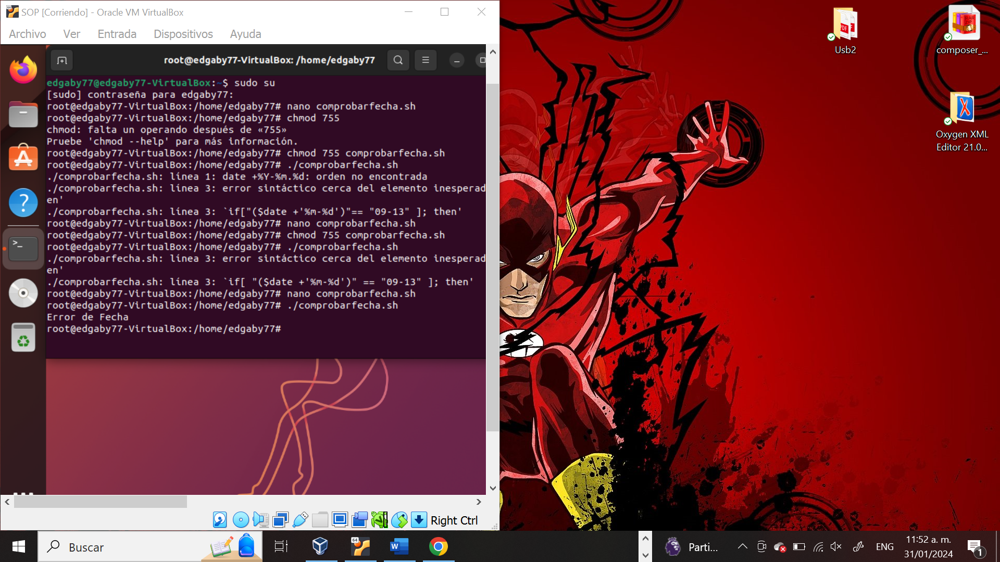 SOP [Corriendo] - Oracle VM VirtualBox
Archivo Ver Entrada Dispositivos Ayuda
root@edgaby77-VirtualBox: /home/edgaby77
edgaby77@edgaby77-VirtualBox:~$ sudo su
[sudo] contraseña para edgaby77:
root@edgaby77-VirtualBox:/home/edgaby77# nano comprobarfecha.sh
root@edgaby77-VirtualBox:/home/edgaby77# chmod 755
chmod: falta un operando después de «755»
Pruebe 'chmod --help' para más información.
root@edgaby77-VirtualBox:/home/edgaby77# chmod 755 comprobarfecha.sh
root@edgaby77-VirtualBox:/home/edgaby77# ./comprobarfecha.sh
./comprobarfecha.sh: línea 1: date +%Y-%m.%d: orden no encontrada
./comprobarfecha.sh: línea 3: error sintáctico cerca del elemento inesperad
en'
./comprobarfecha.sh: línea 3: `if["($date +'%m-%d')"== "09-13" ]; then'
root@edgaby77-VirtualBox:/home/edgaby77# nano comprobarfecha.sh
root@edgaby77-VirtualBox:/home/edgaby77# chmod 755 comprobarfecha.sh
root@edgaby77-VirtualBox:/home/edgaby77# ./comprobarfecha.sh
./comprobarfecha.sh: línea 3: error sintáctico cerca del elemento inesperad
en'
./comprobarfecha.sh: línea 3: `if[ "($date +'%m-%d')" == "09-13" ]; then'
root@edgaby77-VirtualBox:/home/edgaby77# nano comprobarfecha.sh
root@edgaby77-VirtualBox:/home/edgaby77# ./comprobarfecha.sh
Error de Fecha
root@edgaby77-VirtualBox:/home/edgaby77#
Right Ctrl
Usb2
composer_...
Oxygen XML
Editor 21.0...
Buscar
Parti...
ENG
11:52 a. m.
31/01/2024
1